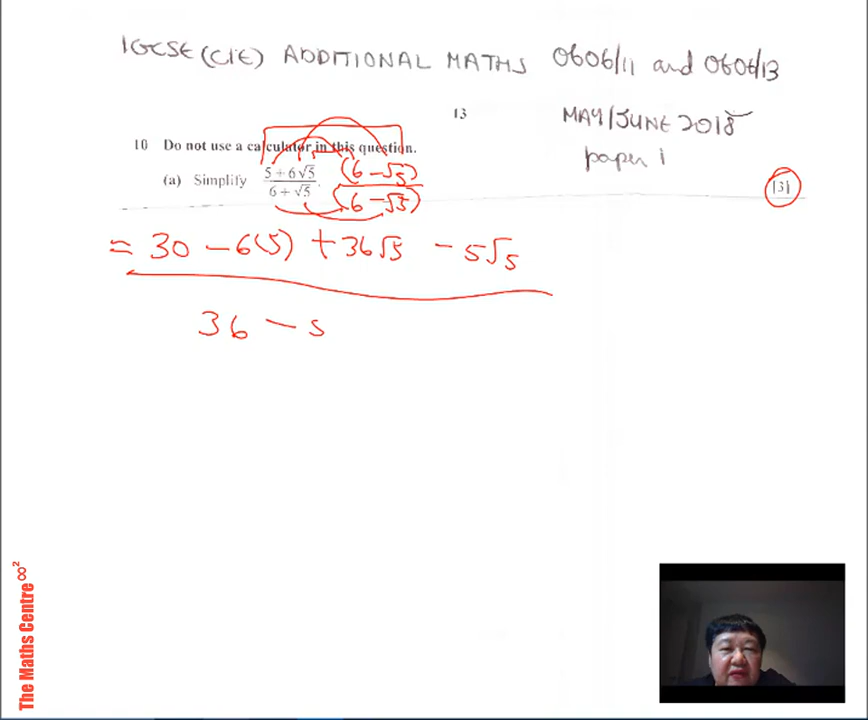 IGCSE (CIE) ADDITIONAL MATHS 0606/11 and 0606/13
13
MAY/JUNE 2018
paper 1
10 Do not use a calculator in this question.
(a) Simplify (5+6√5)/(6+√5) (6-√5)/(6-√5) [3]
= 30 - 6(5) + 36√5 - 5√5
36 - 5
The Maths Centre ∞²